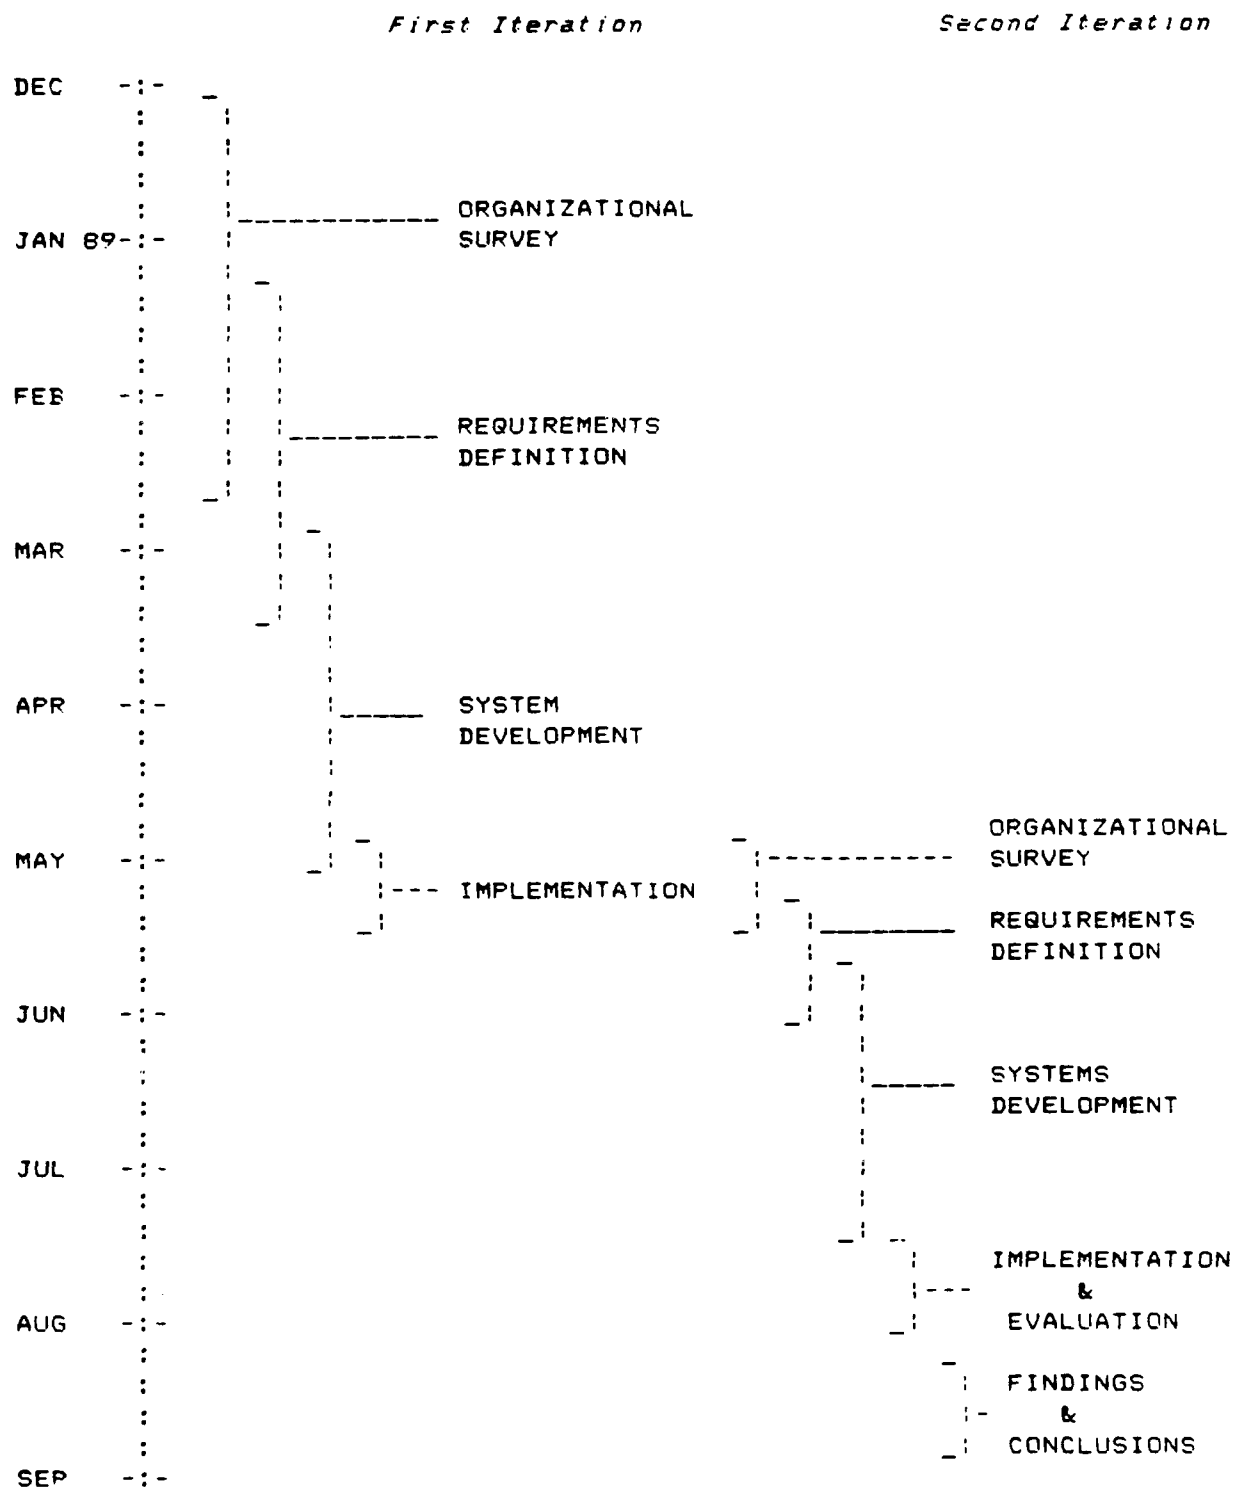 First Iteration Second Iteration
DEC
ORGANIZATIONAL
JAN 89 SURVEY
FEB
REQUIREMENTS
DEFINITION
MAR
APR SYSTEM
DEVELOPMENT
ORGANIZATIONAL
MAY SURVEY
IMPLEMENTATION
REQUIREMENTS
DEFINITION
JUN
SYSTEMS
DEVELOPMENT
JUL
IMPLEMENTATION
&
AUG EVALUATION
FINDINGS
&
CONCLUSIONS
SEP